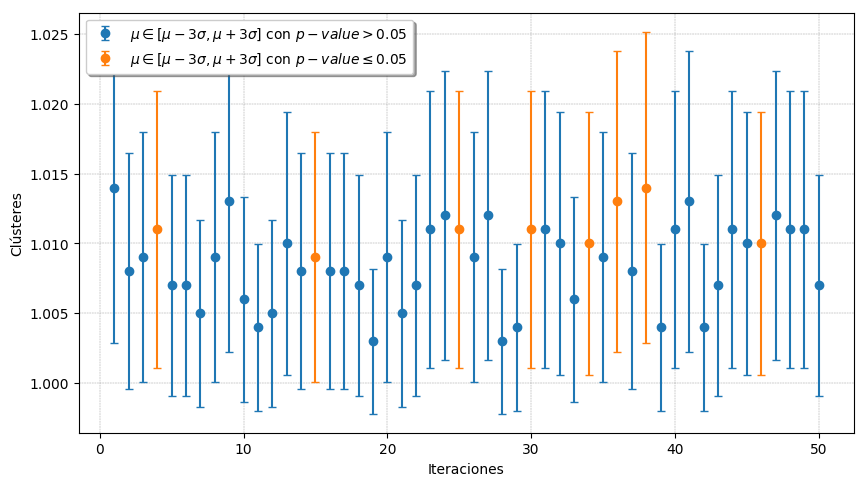 μ ∈ [μ − 3σ, μ + 3σ] con p − value > 0.05
μ ∈ [μ − 3σ, μ + 3σ] con p − value ≤ 0.05
Clústeres
1.025
1.020
1.015
1.010
1.005
1.000
0 10 20 30 40 50
Iteraciones